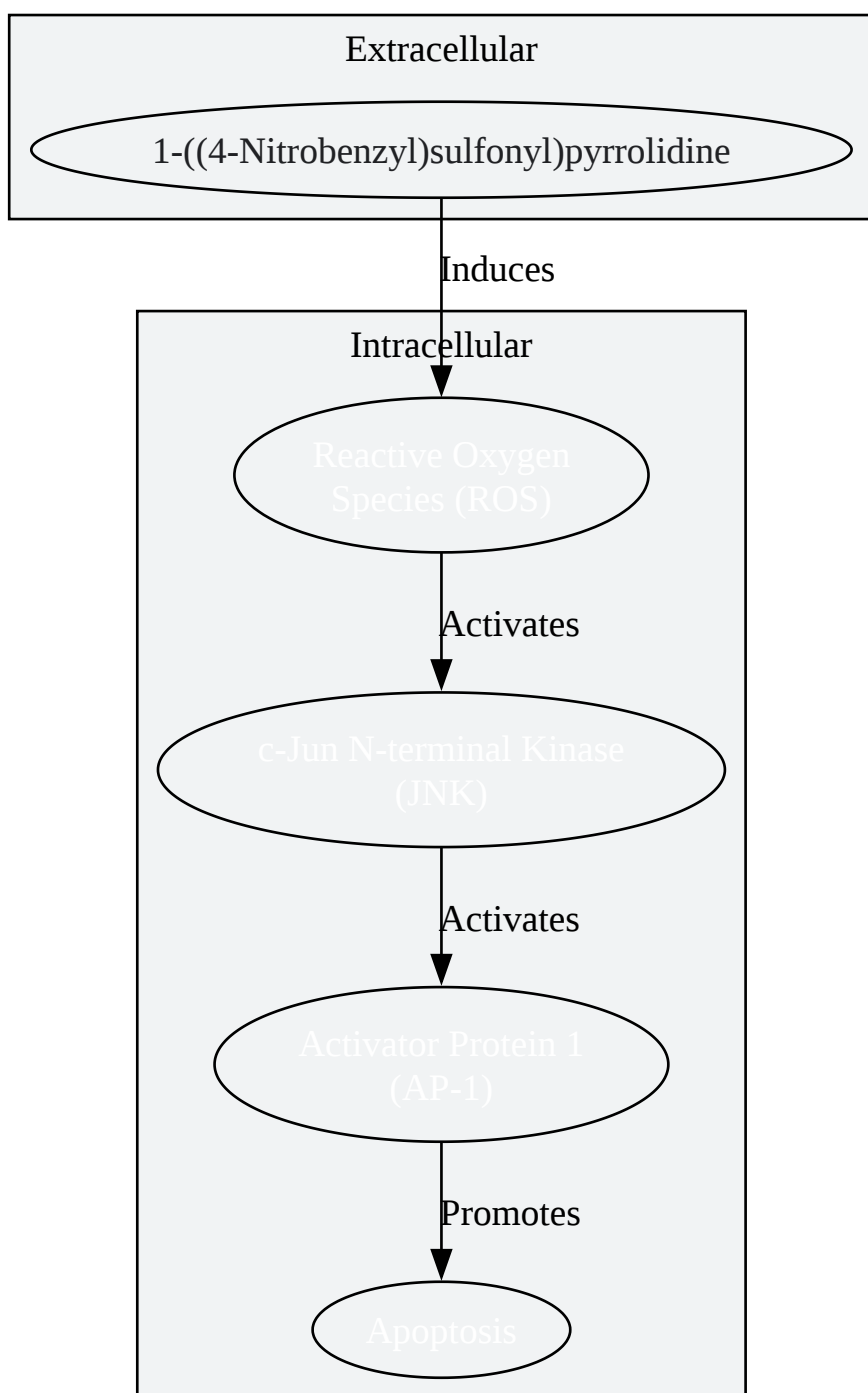 Extracellular
1-((4-Nitrobenzyl)sulfonyl)pyrrolidine
Induces
Intracellular
Reactive Oxygen
Species (ROS)
Activates
c-Jun N-terminal Kinase
(JNK)
Activates
Activator Protein 1
(AP-1)
Promotes
Apoptosis